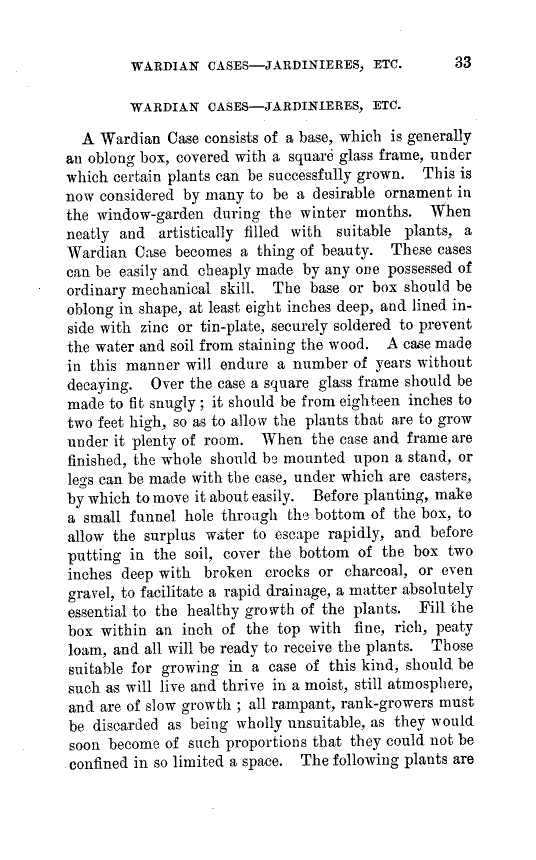 WARDIAN CASES—JARDINIERES, ETC. 33
WARDIAN CASES—JARDINIERES, ETC.
A Wardian Case consists of a base, which is generally
an oblong box, covered with a square glass frame, under
which certain plants can be successfully grown. This is
now considered by many to be a desirable ornament in
the window-garden during the winter months. When
neatly and artistically filled with suitable plants, a
Wardian Case becomes a thing of beauty. These cases
can be easily and cheaply made by any one possessed of
ordinary mechanical skill. The base or box should be
oblong in shape, at least eight inches deep, and lined in-
side with zinc or tin-plate, securely soldered to prevent
the water and soil from staining the wood. A case made
in this manner will endure a number of years without
decaying. Over the case a square glass frame should be
made to fit snugly; it should be from eighteen inches to
two feet high, so as to allow the plants that are to grow
under it plenty of room. When the case and frame are
finished, the whole should be mounted upon a stand, or
legs can be made with the case, under which are casters,
by which to move it about easily. Before planting, make
a small funnel hole through the bottom of the box, to
allow the surplus water to escape rapidly, and before
putting in the soil, cover the bottom of the box two
inches deep with broken crocks or charcoal, or even
gravel, to facilitate a rapid drainage, a matter absolutely
essential to the healthy growth of the plants. Fill the
box within an inch of the top with fine, rich, peaty
loam, and all will be ready to receive the plants. Those
suitable for growing in a case of this kind, should be
such as will live and thrive in a moist, still atmosphere,
and are of slow growth; all rampant, rank-growers must
be discarded as being wholly unsuitable, as they would
soon become of such proportions that they could not be
confined in so limited a space. The following plants are